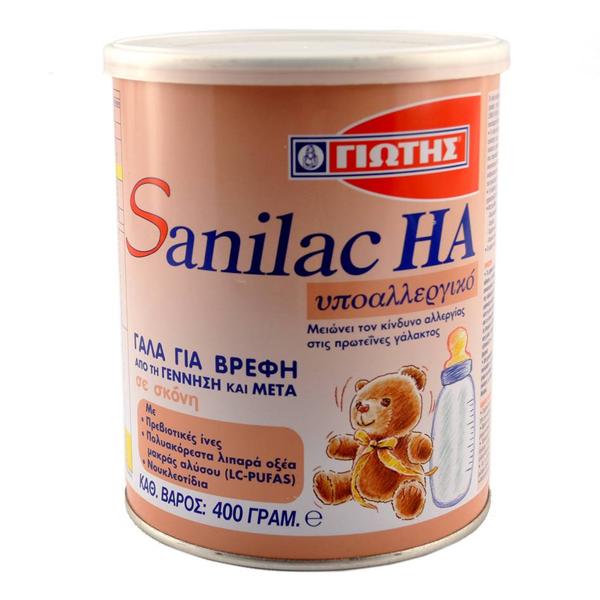 ΓΙΩΤΗΣ
Sanilac HA
υποαλλεργικό
Μειώνει τον κίνδυνο αλλεργίας
στις πρωτεΐνες γάλακτος
ΓΑΛΑ ΓΙΑ ΒΡΕΦΗ
ΑΠΟ ΤΗ ΓΕΝΝΗΣΗ ΚΑΙ ΜΕΤΑ
σε σκόνη
Με
• Πρεβιοτικές ίνες
• Πολυακόρεστα λιπαρά οξέα
μακράς αλύσου (LC-PUFAS)
• Νουκλεοτίδια
ΚΑΘ. ΒΑΡΟΣ: 400 ΓΡΑΜ. ℮